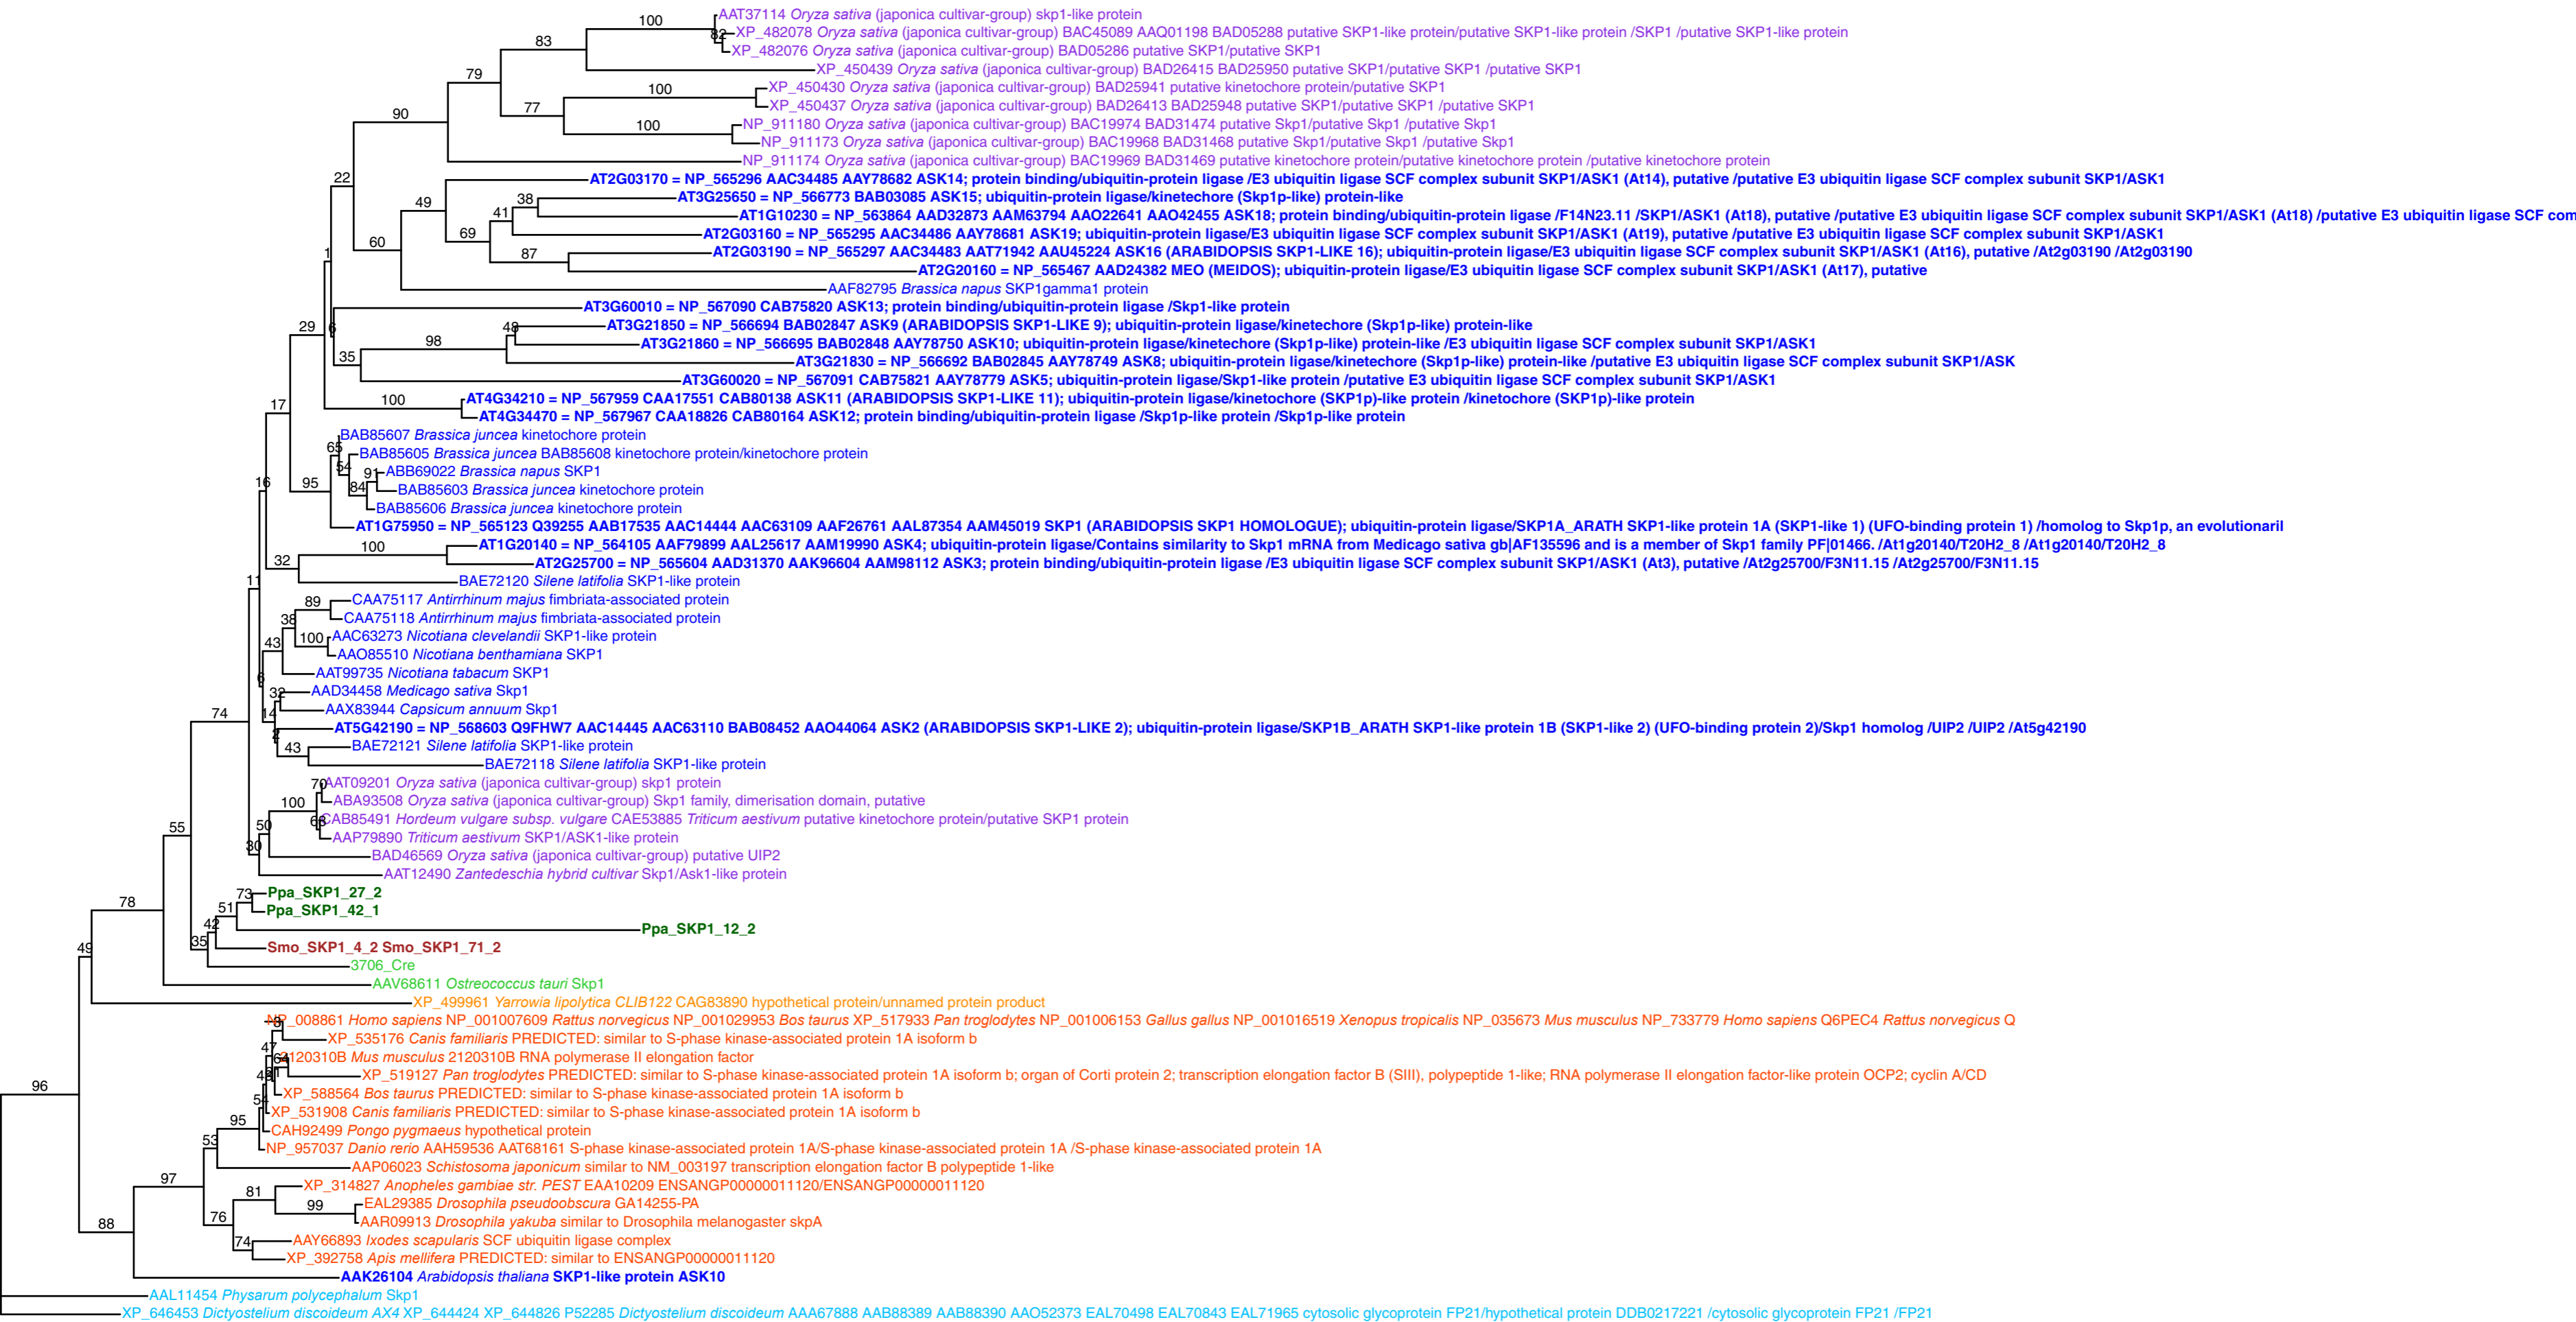 100
AAT37114 Oryza sativa (japonica cultivar-group) skp1-like protein
82
XP_482078 Oryza sativa (japonica cultivar-group) BAC45089 AAQ01198 BAD05288 putative SKP1-like protein/putative SKP1-like protein /SKP1 /putative SKP1-like protein
83
XP_482076 Oryza sativa (japonica cultivar-group) BAD05286 putative SKP1/putative SKP1
XP_450439 Oryza sativa (japonica cultivar-group) BAD26415 BAD25950 putative SKP1/putative SKP1 /putative SKP1
79
100
XP_450430 Oryza sativa (japonica cultivar-group) BAD25941 putative kinetochore protein/putative SKP1
77
XP_450437 Oryza sativa (japonica cultivar-group) BAD26413 BAD25948 putative SKP1/putative SKP1 /putative SKP1
90
100
NP_911180 Oryza sativa (japonica cultivar-group) BAC19974 BAD31474 putative Skp1/putative Skp1 /putative Skp1
NP_911173 Oryza sativa (japonica cultivar-group) BAC19968 BAD31468 putative Skp1/putative Skp1 /putative Skp1
NP_911174 Oryza sativa (japonica cultivar-group) BAC19969 BAD31469 putative kinetochore protein/putative kinetochore protein /putative kinetochore protein
22
AT2G03170 = NP_565296 AAC34485 AAY78682 ASK14; protein binding/ubiquitin-protein ligase /E3 ubiquitin ligase SCF complex subunit SKP1/ASK1 (At14), putative /putative E3 ubiquitin ligase SCF complex subunit SKP1/ASK1
49
38
AT3G25650 = NP_566773 BAB03085 ASK15; ubiquitin-protein ligase/kinetechore (Skp1p-like) protein-like
41
AT1G10230 = NP_563864 AAD32873 AAM63794 AAO22641 AAO42455 ASK18; protein binding/ubiquitin-protein ligase /F14N23.11 /SKP1/ASK1 (At18), putative /putative E3 ubiquitin ligase SCF complex subunit SKP1/ASK1 (At18) /putative E3 ubiquitin ligase SCF com
69
AT2G03160 = NP_565295 AAC34486 AAY78681 ASK19; ubiquitin-protein ligase/E3 ubiquitin ligase SCF complex subunit SKP1/ASK1 (At19), putative /putative E3 ubiquitin ligase SCF complex subunit SKP1/ASK1
60
87
AT2G03190 = NP_565297 AAC34483 AAT71942 AAU45224 ASK16 (ARABIDOPSIS SKP1-LIKE 16); ubiquitin-protein ligase/E3 ubiquitin ligase SCF complex subunit SKP1/ASK1 (At16), putative /At2g03190 /At2g03190
1
AT2G20160 = NP_565467 AAD24382 MEO (MEIDOS); ubiquitin-protein ligase/E3 ubiquitin ligase SCF complex subunit SKP1/ASK1 (At17), putative
AAF82795 Brassica napus SKP1gamma1 protein
AT3G60010 = NP_567090 CAB75820 ASK13; protein binding/ubiquitin-protein ligase /Skp1-like protein
29
6
48
AT3G21850 = NP_566694 BAB02847 ASK9 (ARABIDOPSIS SKP1-LIKE 9); ubiquitin-protein ligase/kinetechore (Skp1p-like) protein-like
98
AT3G21860 = NP_566695 BAB02848 AAY78750 ASK10; ubiquitin-protein ligase/kinetechore (Skp1p-like) protein-like /E3 ubiquitin ligase SCF complex subunit SKP1/ASK1
35
AT3G21830 = NP_566692 BAB02845 AAY78749 ASK8; ubiquitin-protein ligase/kinetechore (Skp1p-like) protein-like /putative E3 ubiquitin ligase SCF complex subunit SKP1/ASK
AT3G60020 = NP_567091 CAB75821 AAY78779 ASK5; ubiquitin-protein ligase/Skp1-like protein /putative E3 ubiquitin ligase SCF complex subunit SKP1/ASK1
17
100
AT4G34210 = NP_567959 CAA17551 CAB80138 ASK11 (ARABIDOPSIS SKP1-LIKE 11); ubiquitin-protein ligase/kinetochore (SKP1p)-like protein /kinetochore (SKP1p)-like protein
AT4G34470 = NP_567967 CAA18826 CAB80164 ASK12; protein binding/ubiquitin-protein ligase /Skp1p-like protein /Skp1p-like protein
BAB85607 Brassica juncea kinetochore protein
65
BAB85605 Brassica juncea BAB85608 kinetochore protein/kinetochore protein
54
91
ABB69022 Brassica napus SKP1
16
95
84
BAB85603 Brassica juncea kinetochore protein
BAB85606 Brassica juncea kinetochore protein
AT1G75950 = NP_565123 Q39255 AAB17535 AAC14444 AAC63109 AAF26761 AAL87354 AAM45019 SKP1 (ARABIDOPSIS SKP1 HOMOLOGUE); ubiquitin-protein ligase/SKP1A_ARATH SKP1-like protein 1A (SKP1-like 1) (UFO-binding protein 1) /homolog to Skp1p, an evolutionaril
100
AT1G20140 = NP_564105 AAF79899 AAL25617 AAM19990 ASK4; ubiquitin-protein ligase/Contains similarity to Skp1 mRNA from Medicago sativa gb|AF135596 and is a member of Skp1 family PF|01466. /At1g20140/T20H2_8 /At1g20140/T20H2_8
32
AT2G25700 = NP_565604 AAD31370 AAK96604 AAM98112 ASK3; protein binding/ubiquitin-protein ligase /E3 ubiquitin ligase SCF complex subunit SKP1/ASK1 (At3), putative /At2g25700/F3N11.15 /At2g25700/F3N11.15
11
BAE72120 Silene latifolia SKP1-like protein
89
CAA75117 Antirrhinum majus fimbriata-associated protein
38
CAA75118 Antirrhinum majus fimbriata-associated protein
43
100
AAC63273 Nicotiana clevelandii SKP1-like protein
AAO85510 Nicotiana benthamiana SKP1
AAT99735 Nicotiana tabacum SKP1
6
32
AAD34458 Medicago sativa Skp1
74
14
AAX83944 Capsicum annuum Skp1
AT5G42190 = NP_568603 Q9FHW7 AAC14445 AAC63110 BAB08452 AAO44064 ASK2 (ARABIDOPSIS SKP1-LIKE 2); ubiquitin-protein ligase/SKP1B_ARATH SKP1-like protein 1B (SKP1-like 2) (UFO-binding protein 2)/Skp1 homolog /UIP2 /UIP2 /At5g42190
2
43
BAE72121 Silene latifolia SKP1-like protein
BAE72118 Silene latifolia SKP1-like protein
70
AAT09201 Oryza sativa (japonica cultivar-group) skp1 protein
100
ABA93508 Oryza sativa (japonica cultivar-group) Skp1 family, dimerisation domain, putative
55
50
CAB85491 Hordeum vulgare subsp. vulgare CAE53885 Triticum aestivum putative kinetochore protein/putative SKP1 protein
AAP79890 Triticum aestivum SKP1/ASK1-like protein
30
BAD46569 Oryza sativa (japonica cultivar-group) putative UIP2
AAT12490 Zantedeschia hybrid cultivar Skp1/Ask1-like protein
73
Ppa_SKP1_27_2
78
51
Ppa_SKP1_42_1
42
Ppa_SKP1_12_2
49
35
Smo_SKP1_4_2 Smo_SKP1_71_2
3706_Cre
AAV68611 Ostreococcus tauri Skp1
XP_499961 Yarrowia lipolytica CLIB122 CAG83890 hypothetical protein/unnamed protein product
NP_008861 Homo sapiens NP_001007609 Rattus norvegicus NP_001029953 Bos taurus XP_517933 Pan troglodytes NP_001006153 Gallus gallus NP_001016519 Xenopus tropicalis NP_035673 Mus musculus NP_733779 Homo sapiens Q6PEC4 Rattus norvegicus Q
XP_535176 Canis familiaris PREDICTED: similar to S-phase kinase-associated protein 1A isoform b
47
2120310B Mus musculus 2120310B RNA polymerase II elongation factor
XP_519127 Pan troglodytes PREDICTED: similar to S-phase kinase-associated protein 1A isoform b; organ of Corti protein 2; transcription elongation factor B (SIII), polypeptide 1-like; RNA polymerase II elongation factor-like protein OCP2; cyclin A/CD
96
XP_588564 Bos taurus PREDICTED: similar to S-phase kinase-associated protein 1A isoform b
54
XP_531908 Canis familiaris PREDICTED: similar to S-phase kinase-associated protein 1A isoform b
95
CAH92499 Pongo pygmaeus hypothetical protein
53
NP_957037 Danio rerio AAH59536 AAT68161 S-phase kinase-associated protein 1A/S-phase kinase-associated protein 1A /S-phase kinase-associated protein 1A
AAP06023 Schistosoma japonicum similar to NM_003197 transcription elongation factor B polypeptide 1-like
97
81
XP_314827 Anopheles gambiae str. PEST EAA10209 ENSANGP00000011120/ENSANGP00000011120
99
EAL29385 Drosophila pseudoobscura GA14255-PA
76
AAR09913 Drosophila yakuba similar to Drosophila melanogaster skpA
88
74
AAY66893 Ixodes scapularis SCF ubiquitin ligase complex
XP_392758 Apis mellifera PREDICTED: similar to ENSANGP00000011120
AAK26104 Arabidopsis thaliana SKP1-like protein ASK10
AAL11454 Physarum polycephalum Skp1
XP_646453 Dictyostelium discoideum AX4 XP_644424 XP_644826 P52285 Dictyostelium discoideum AAA67888 AAB88389 AAB88390 AAO52373 EAL70498 EAL70843 EAL71965 cytosolic glycoprotein FP21/hypothetical protein DDB0217221 /cytosolic glycoprotein FP21 /FP21